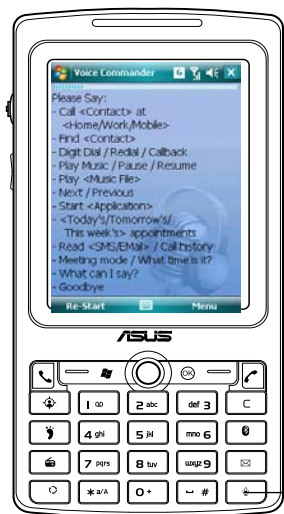 Voice Commander
Please Say:
- Call <Contact> at
<Home/Work/Mobile>
- Find <Contact>
- Digit Dial / Redial / Callback
- Play Music / Pause / Resume
- Play <Music File>
- Next / Previous
- Start <Application>
- <Today's/Tomorrow's/
This week's> appointments
- Read <SMS/EMail> / Call history
- Meeting mode / What time is it?
- What can I say?
- Goodbye
Re-Start Menu
ASUS
OK
1 2 abc def 3 C
4 ghi 5 jkl mno 6
7 pqrs 8 tuv wxyz 9
* a/A 0 + #